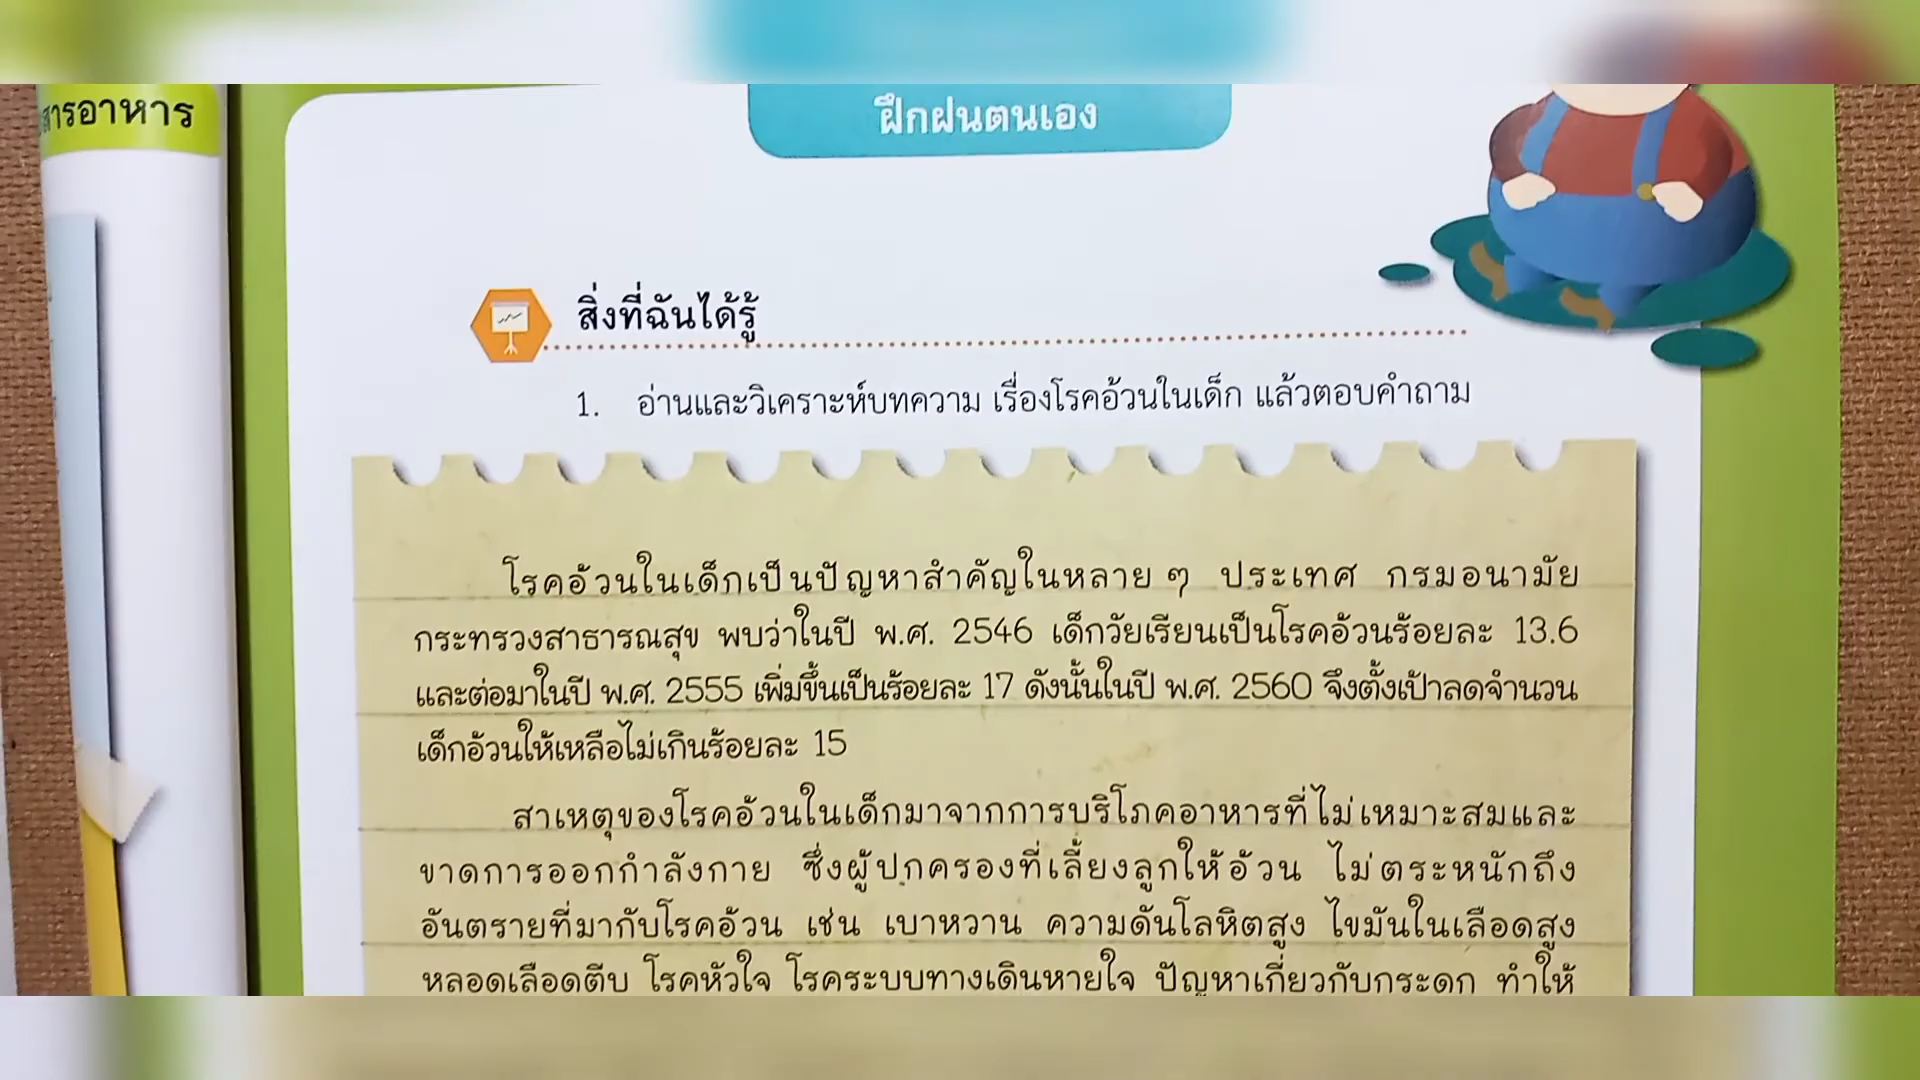 สารอาหาร
ฝึกฝนตนเอง
สิ่งที่ฉันได้รู้
1. อ่านและวิเคราะห์บทความ เรื่องโรคอ้วนในเด็ก แล้วตอบคำถาม
โรคอ้วนในเด็กเป็นปัญหาสำคัญในหลาย ๆ ประเทศ กรมอนามัย
กระทรวงสาธารณสุข พบว่าในปี พ.ศ. 2546 เด็กวัยเรียนเป็นโรคอ้วนร้อยละ 13.6
และต่อมาในปี พ.ศ. 2555 เพิ่มขึ้นเป็นร้อยละ 17 ดังนั้นในปี พ.ศ. 2560 จึงตั้งเป้าลดจำนวน
เด็กอ้วนให้เหลือไม่เกินร้อยละ 15
สาเหตุของโรคอ้วนในเด็กมาจากการบริโภคอาหารที่ไม่เหมาะสมและ
ขาดการออกกำลังกาย ซึ่งผู้ปกครองที่เลี้ยงลูกให้อ้วน ไม่ตระหนักถึง
อันตรายที่มากับโรคอ้วน เช่น เบาหวาน ความดันโลหิตสูง ไขมันในเลือดสูง
หลอดเลือดตีบ โรคหัวใจ โรคระบบทางเดินหายใจ ปัญหาเกี่ยวกับกระดูก ทำให้